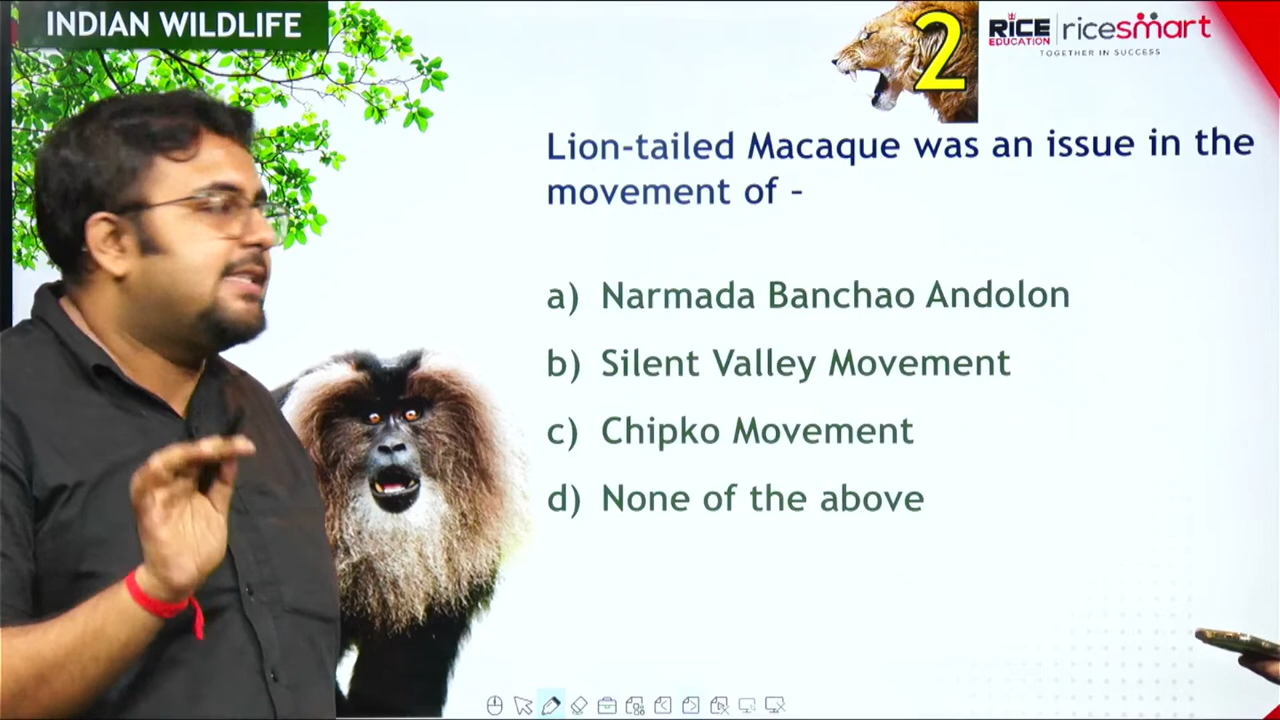 INDIAN WILDLIFE
2
RICE
EDUCATION
ricesmart
TOGETHER IN SUCCESS
Lion-tailed Macaque was an issue in the
movement of –
a) Narmada Banchao Andolon
b) Silent Valley Movement
c) Chipko Movement
d) None of the above